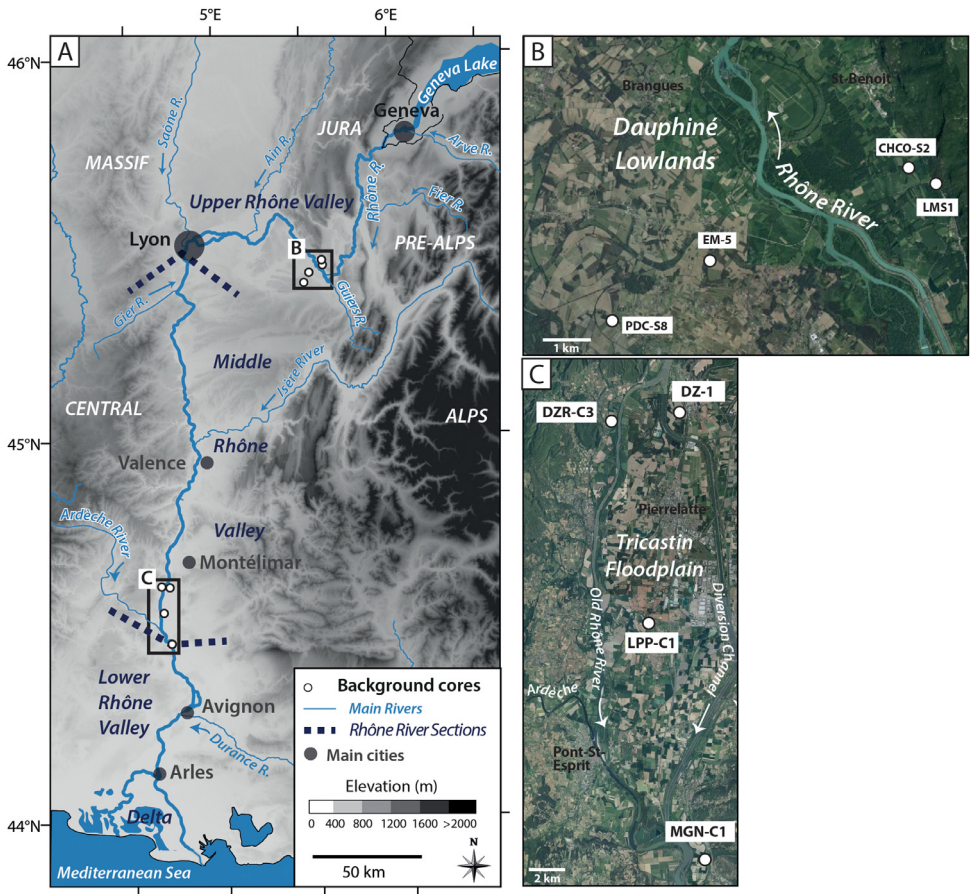 5°E
6°E
46°N
45°N
44°N
A
Geneva Lake
Geneva
Saône R.
Ain R.
JURA
Arve R.
MASSIF
Rhône R.
Fier R.
Upper Rhône Valley
PRE-ALPS
Lyon
B
Gier R.
Guiers R.
Middle
Isère River
CENTRAL
ALPS
Rhône
Valence
Ardèche River
Valley
Montélimar
C
Lower
Rhône
Valley
Avignon
Durance R.
Arles
Delta
Mediterranean Sea
Background cores
Main Rivers
Rhône River Sections
Main cities
Elevation (m)
0 400 800 1200 1600 >2000
50 km
N
B
Brangues
St-Benoit
Dauphiné
Lowlands
CHCO-S2
Rhône River
LMS1
EM-5
PDC-S8
1 km
C
DZ-1
DZR-C3
Pierrelatte
Tricastin
Floodplain
Old Rhône River
Diversion Channel
LPP-C1
Ardèche
Pont-St-
Esprit
MGN-C1
2 km